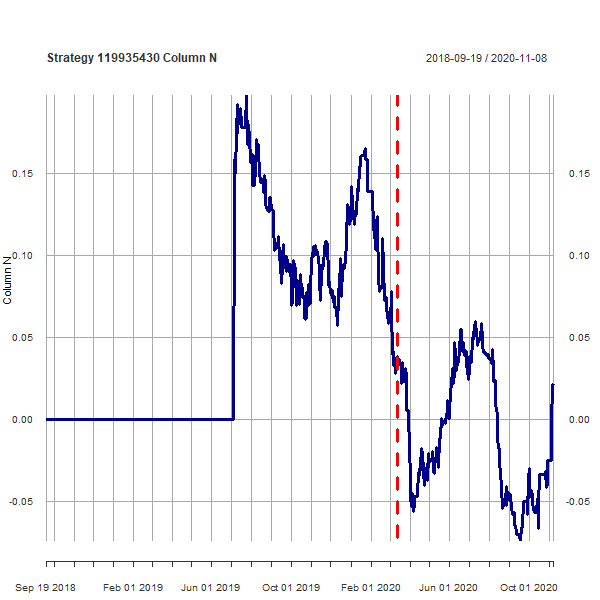 Strategy 119935430 Column N
2018-09-19 / 2020-11-08
Column N
0.15
0.10
0.05
0.00
-0.05
0.15
0.10
0.05
0.00
-0.05
Sep 19 2018
Feb 01 2019
Jun 01 2019
Oct 01 2019
Feb 01 2020
Jun 01 2020
Oct 01 2020